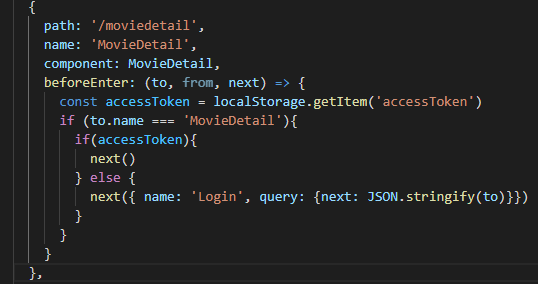 {
path: '/moviedetail',
name: 'MovieDetail',
component: MovieDetail,
beforeEnter: (to, from, next) => {
const accessToken = localStorage.getItem('accessToken')
if (to.name === 'MovieDetail'){
if(accessToken){
next()
} else {
next({ name: 'Login', query: {next: JSON.stringify(to)}})
}
}
}
},